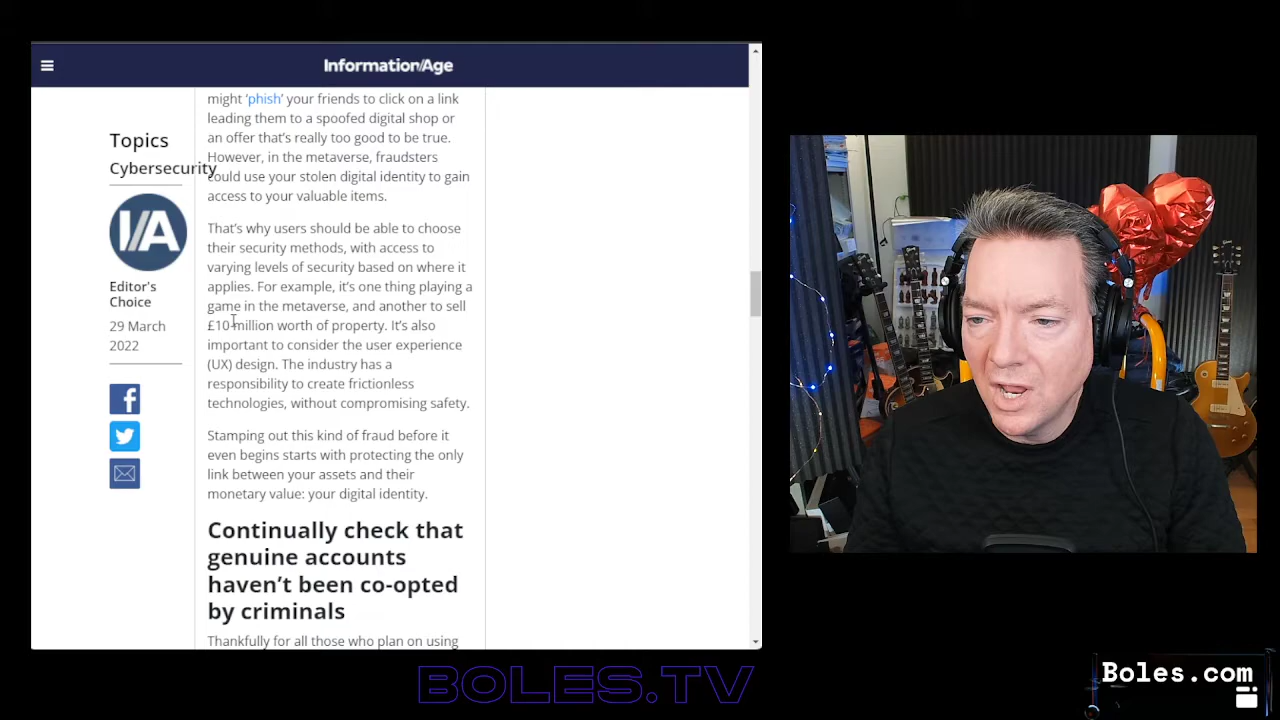 Information/Age
Topics
Cybersecurity
I/A
Editor's
Choice
29 March
2022
might ‘phish’ your friends to click on a link
leading them to a spoofed digital shop or
an offer that’s really too good to be true.
However, in the metaverse, fraudsters
could use your stolen digital identity to gain
access to your valuable items.
That’s why users should be able to choose
their security methods, with access to
varying levels of security based on where it
applies. For example, it’s one thing playing a
game in the metaverse, and another to sell
£10 million worth of property. It’s also
important to consider the user experience
(UX) design. The industry has a
responsibility to create frictionless
technologies, without compromising safety.
Stamping out this kind of fraud before it
even begins starts with protecting the only
link between your assets and their
monetary value: your digital identity.
Continually check that
genuine accounts
haven’t been co-opted
by criminals
Thankfully for all those who plan on using
BOLES.TV
Boles.com